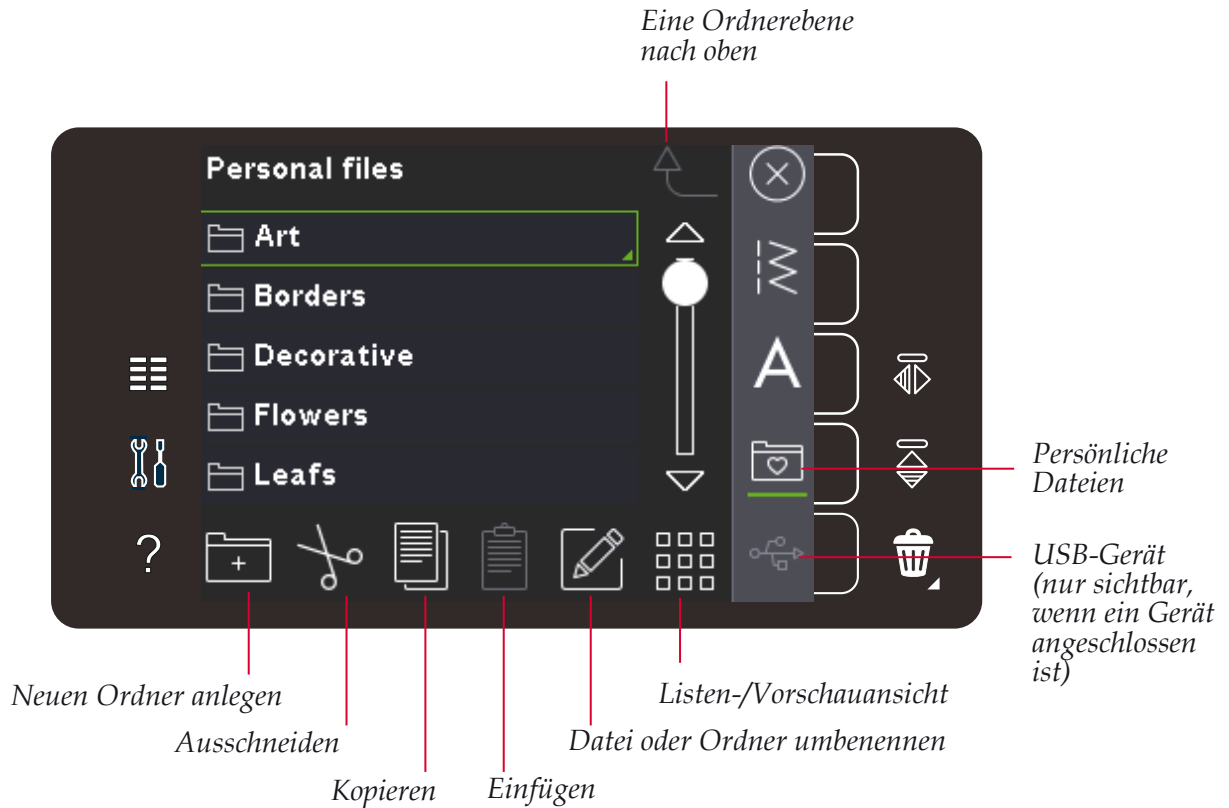 Eine Ordnerebene
nach oben
Personal files
Art
Borders
Decorative
Flowers
Leafs
A
?
Persönliche
Dateien
USB-Gerät
(nur sichtbar,
wenn ein Gerät
angeschlossen
ist)
Neuen Ordner anlegen
Listen-/Vorschauansicht
Ausschneiden
Datei oder Ordner umbenennen
Kopieren
Einfügen